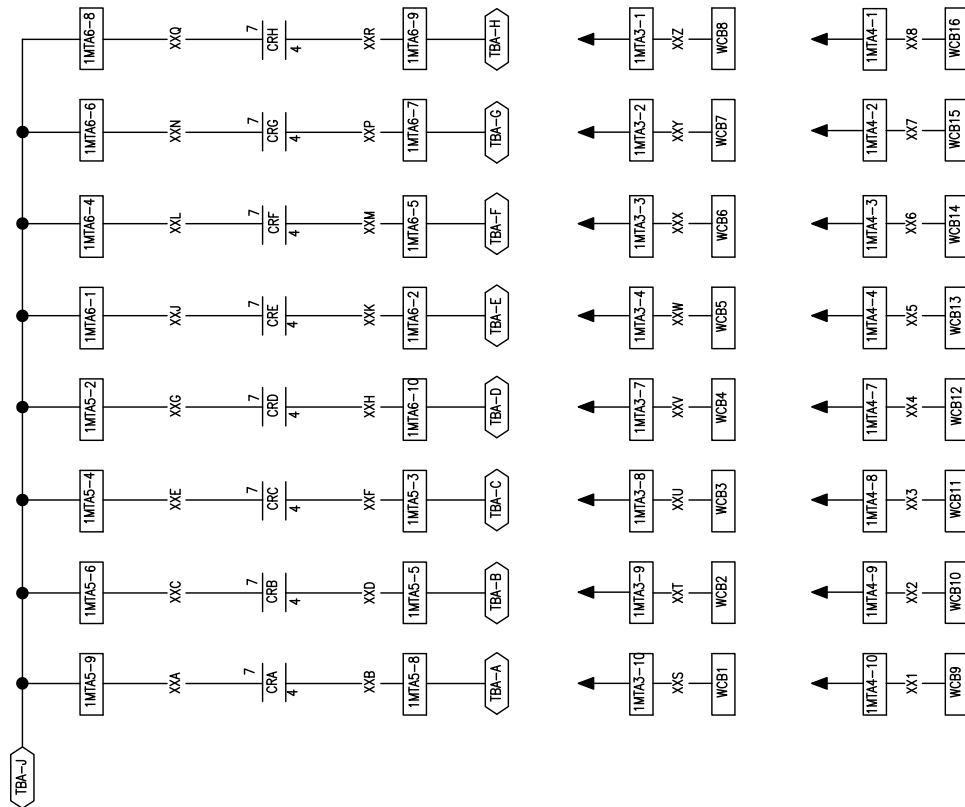 TBA-J
1MTA5-9
XXA
7
CRA
4
XXB
1MTA5-8
TBA-A
1MTA5-6
XXC
7
CRB
4
XXD
1MTA5-5
TBA-B
1MTA5-4
XXE
7
CRC
4
XXF
1MTA5-3
TBA-C
1MTA5-2
XXG
7
CRD
4
XXH
1MTA6-10
TBA-D
1MTA6-1
XXJ
7
CRE
4
XXK
1MTA6-2
TBA-E
1MTA6-4
XXL
7
CRF
4
XXM
1MTA6-5
TBA-F
1MTA6-6
XXN
7
CRG
4
XXP
1MTA6-7
TBA-G
1MTA6-8
XXQ
7
CRH
4
XXR
1MTA6-9
TBA-H
1MTA3-10
XXS
WCB1
1MTA3-9
XXT
WCB2
1MTA3-8
XXU
WCB3
1MTA3-7
XXV
WCB4
1MTA3-4
XXW
WCB5
1MTA3-3
XXX
WCB6
1MTA3-2
XXY
WCB7
1MTA3-1
XXZ
WCB8
1MTA4-10
XX1
WCB9
1MTA4-9
XX2
WCB10
1MTA4-8
XX3
WCB11
1MTA4-7
XX4
WCB12
1MTA4-4
XX5
WCB13
1MTA4-3
XX6
WCB14
1MTA4-2
XX7
WCB15
1MTA4-1
XX8
WCB16